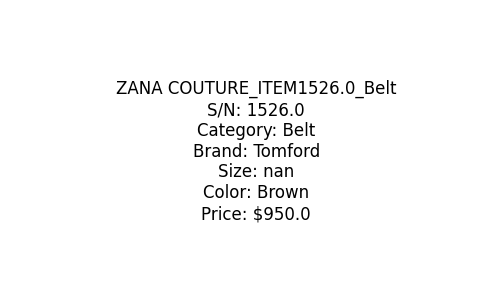 ZANA COUTURE_ITEM1526.0_Belt
S/N: 1526.0
Category: Belt
Brand: Tomford
Size: nan
Color: Brown
Price: $950.0